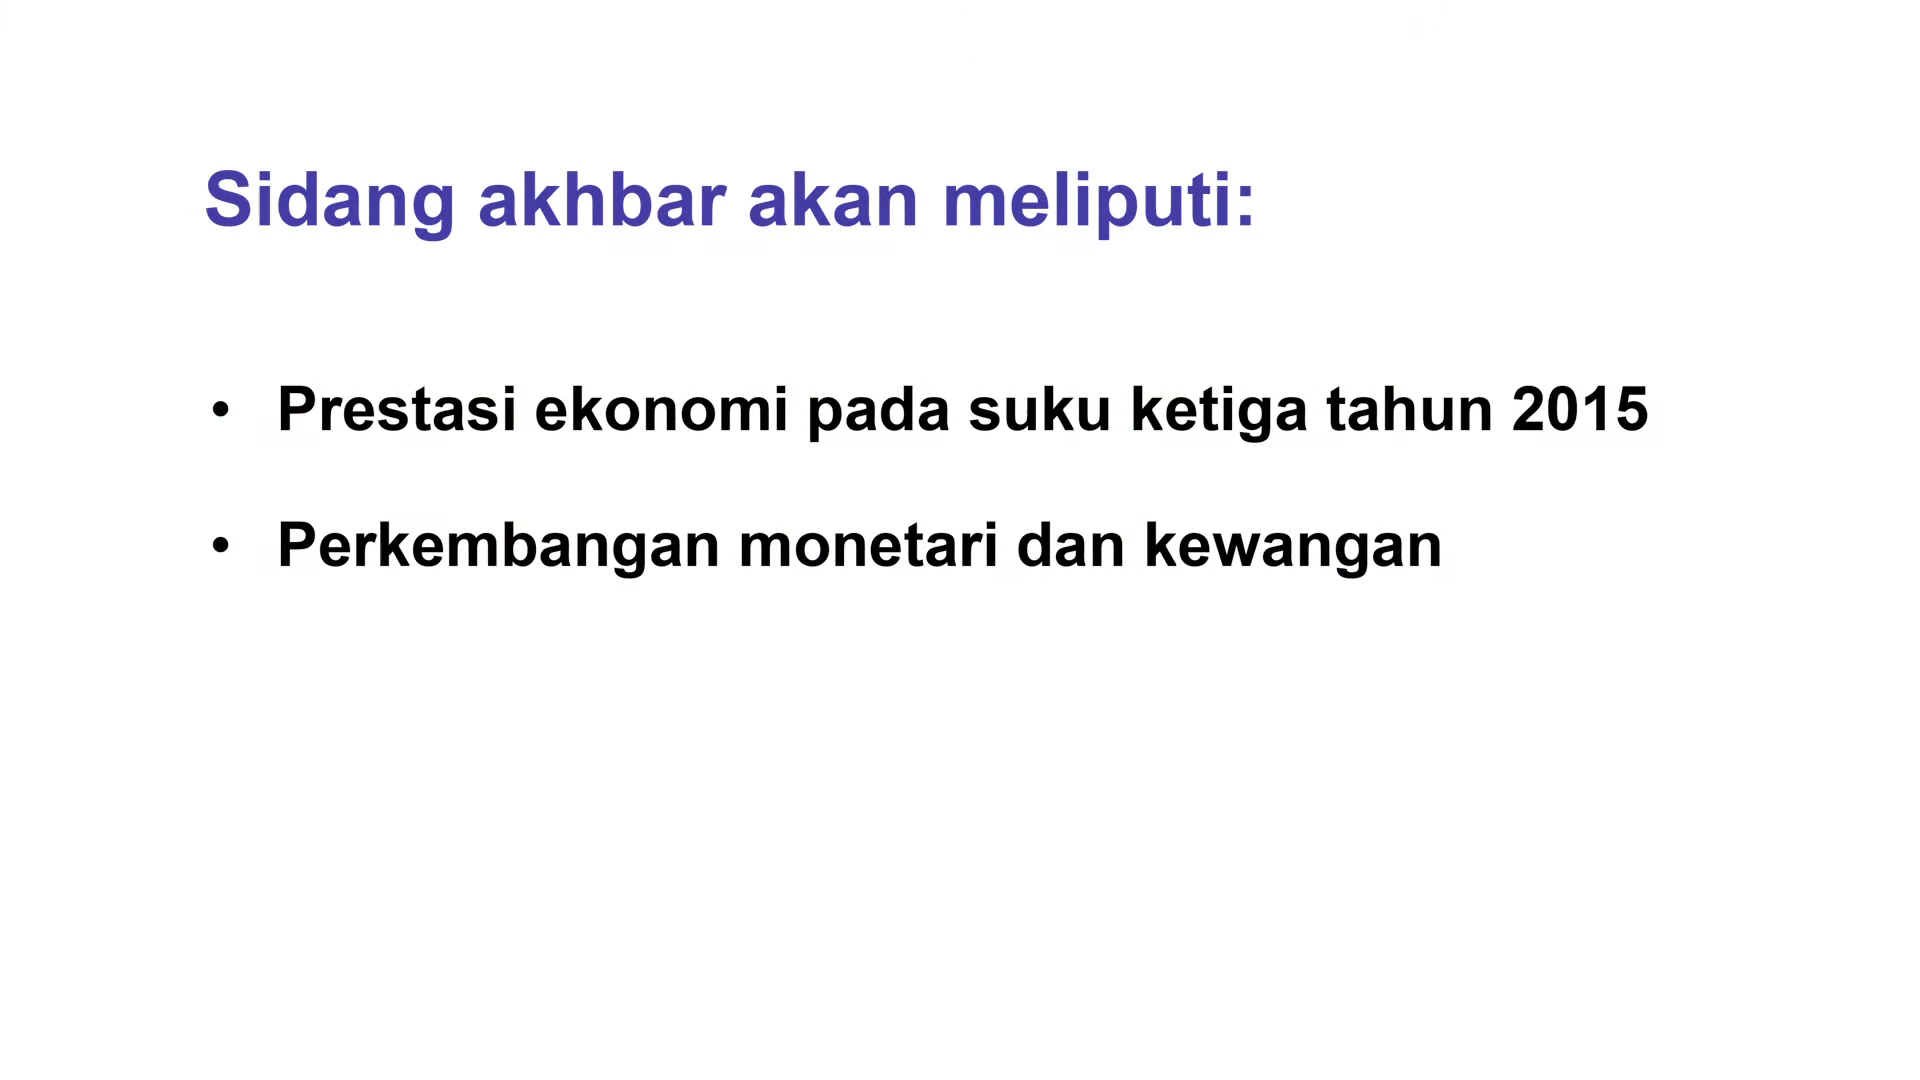 Sidang akhbar akan meliputi:
• Prestasi ekonomi pada suku ketiga tahun 2015
• Perkembangan monetari dan kewangan